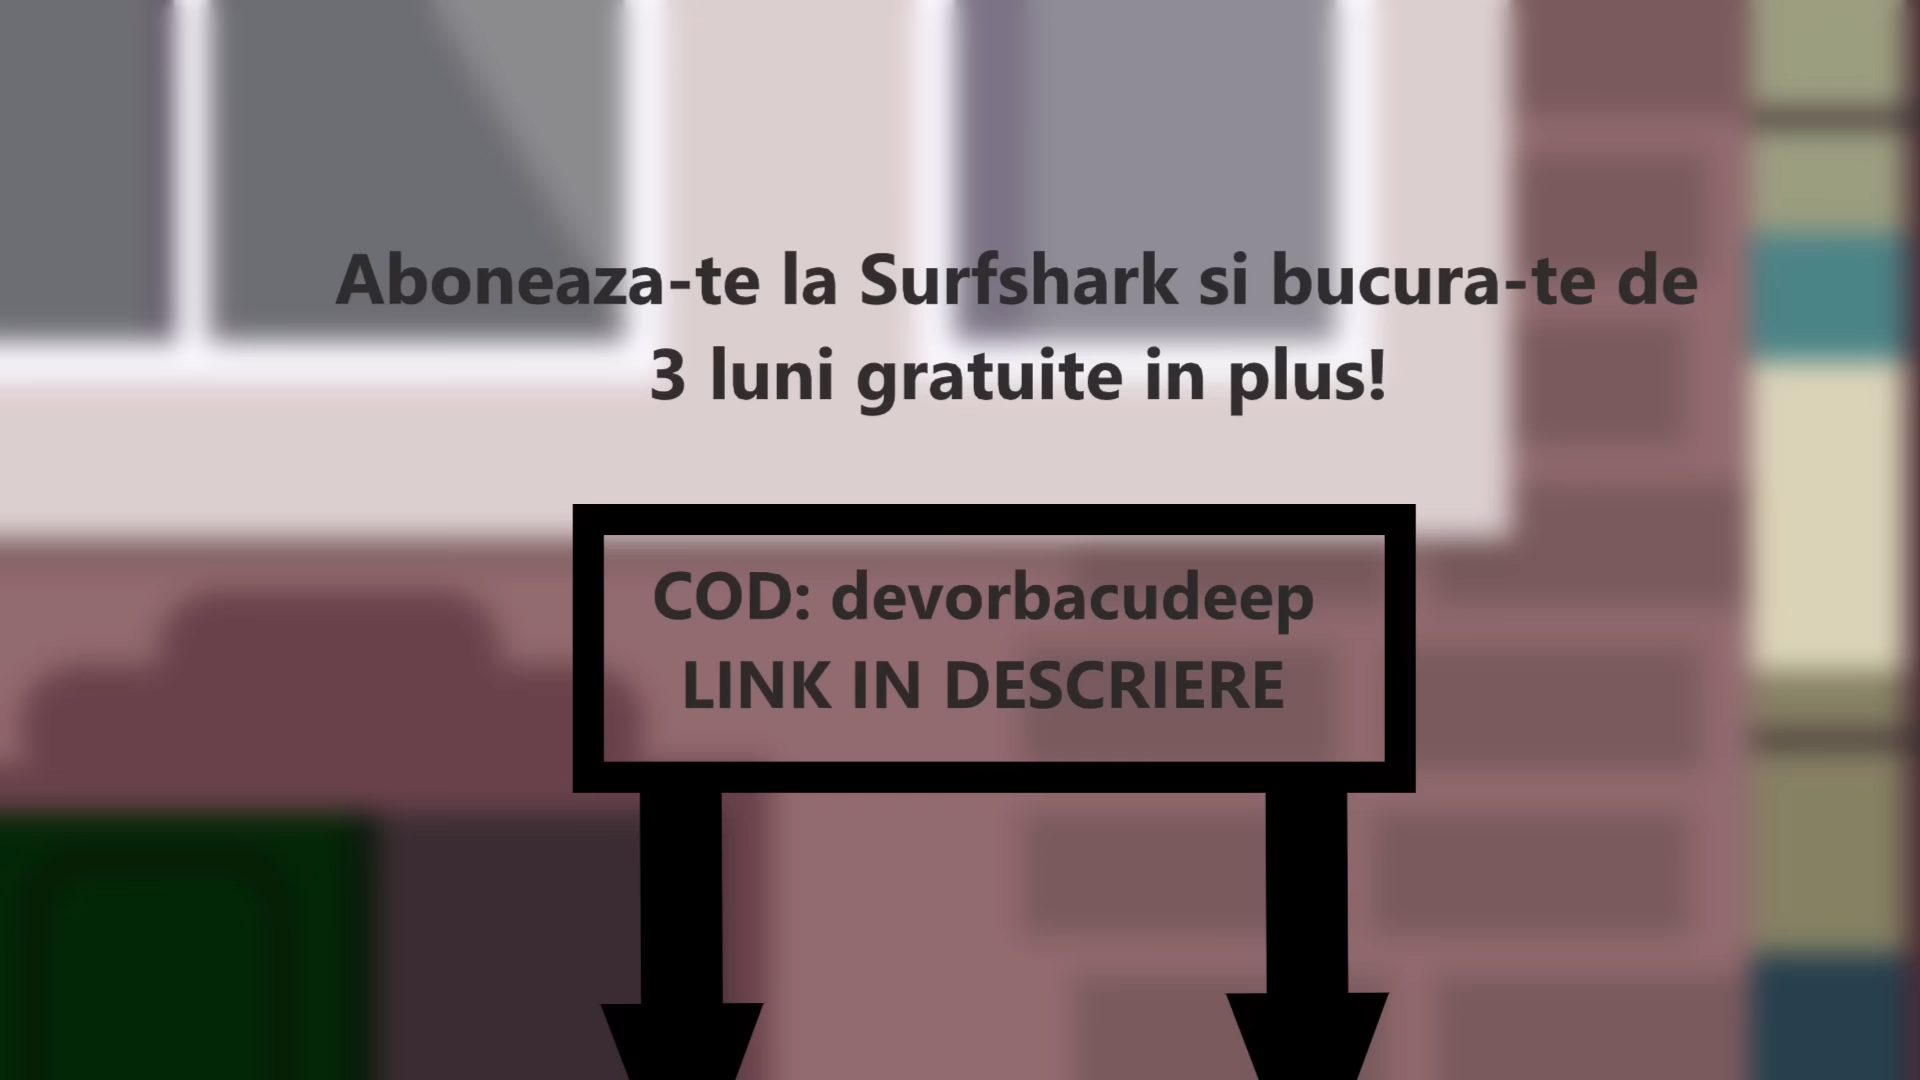 Aboneaza-te la Surfshark si bucura-te de
3 luni gratuite in plus!
COD: devorbacudeep
LINK IN DESCRIERE